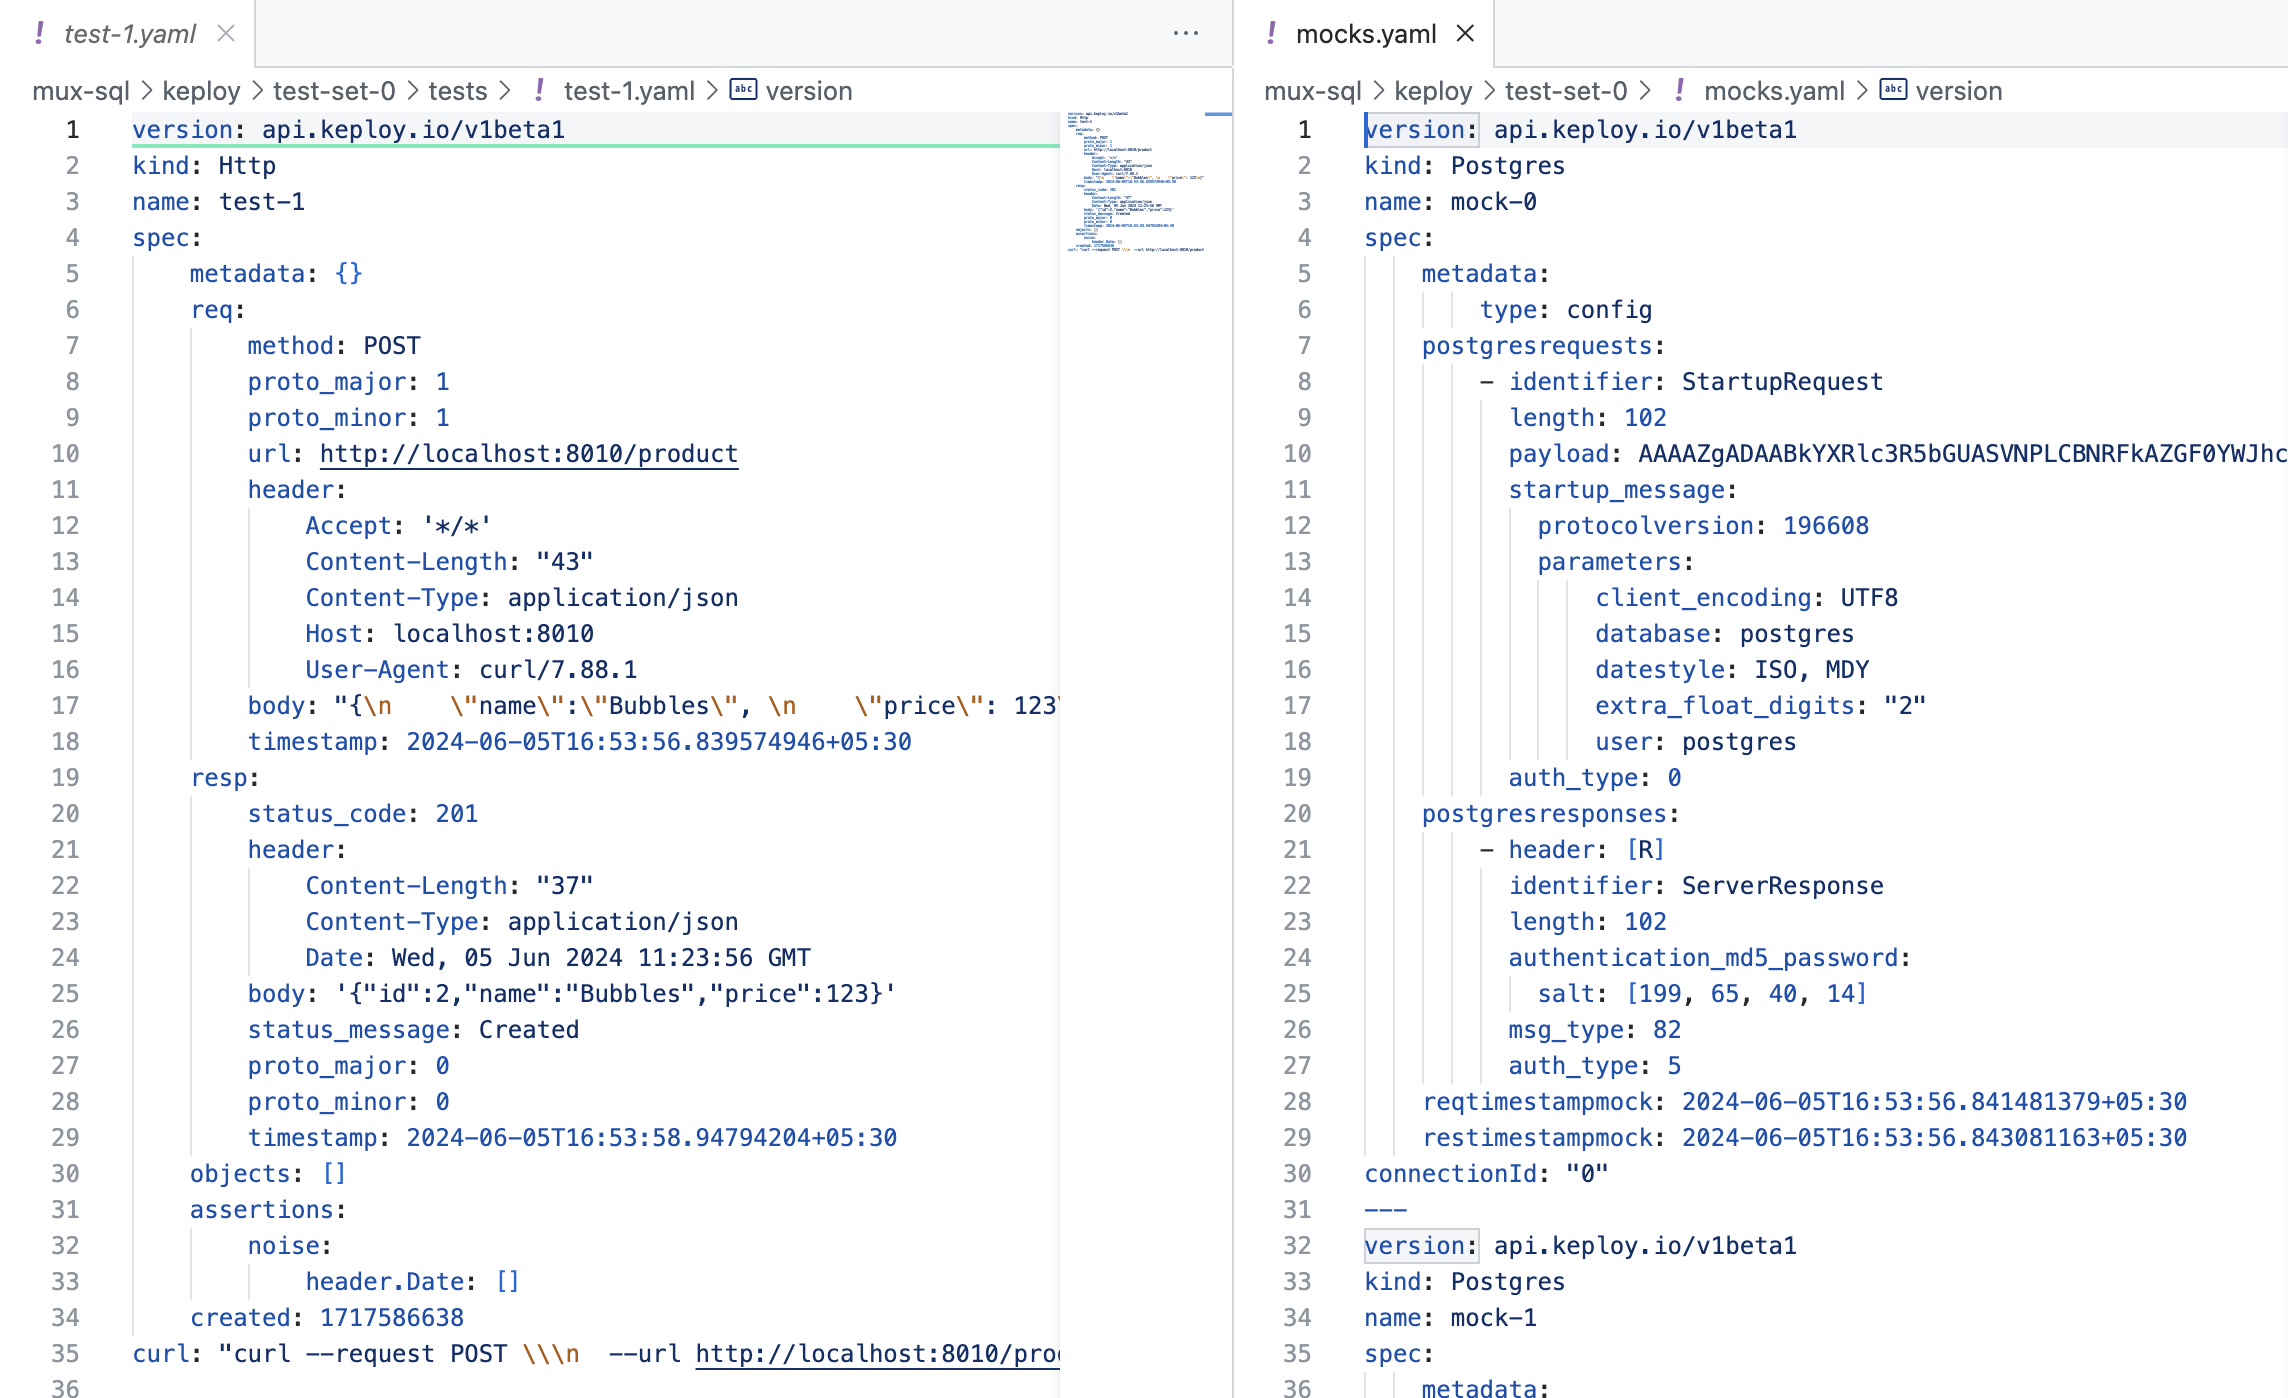 test-1.yaml
mux-sql > keploy > test-set-0 > tests > ! test-1.yaml > abc version
1 version: api.keploy.io/v1beta1
2 kind: Http
3 name: test-1
4 spec:
5 metadata: {}
6 req:
7 method: POST
8 proto_major: 1
9 proto_minor: 1
10 url: http://localhost:8010/product
11 header:
12 Accept: '*/*'
13 Content-Length: "43"
14 Content-Type: application/json
15 Host: localhost:8010
16 User-Agent: curl/7.88.1
17 body: "{\n    \"name\":\"Bubbles\", \n    \"price\": 123\
18 timestamp: 2024-06-05T16:53:56.839574946+05:30
19 resp:
20 status_code: 201
21 header:
22 Content-Length: "37"
23 Content-Type: application/json
24 Date: Wed, 05 Jun 2024 11:23:56 GMT
25 body: '{"id":2,"name":"Bubbles","price":123}'
26 status_message: Created
27 proto_major: 0
28 proto_minor: 0
29 timestamp: 2024-06-05T16:53:58.94794204+05:30
30 objects: []
31 assertions:
32 noise:
33 header.Date: []
34 created: 1717586638
35 curl: "curl --request POST \\\n  --url http://localhost:8010/pro
36
mocks.yaml
mux-sql > keploy > test-set-0 > ! mocks.yaml > abc version
1 version: api.keploy.io/v1beta1
2 kind: Postgres
3 name: mock-0
4 spec:
5 metadata:
6 type: config
7 postgresrequests:
8 - identifier: StartupRequest
9 length: 102
10 payload: AAAAZgADAABkYXRlc3R5bGUASVNPLCBNRFkAZGF0YWJhc
11 startup_message:
12 protocolversion: 196608
13 parameters:
14 client_encoding: UTF8
15 database: postgres
16 datestyle: ISO, MDY
17 extra_float_digits: "2"
18 user: postgres
19 auth_type: 0
20 postgresresponses:
21 - header: [R]
22 identifier: ServerResponse
23 length: 102
24 authentication_md5_password:
25 salt: [199, 65, 40, 14]
26 msg_type: 82
27 auth_type: 5
28 reqtimestampmock: 2024-06-05T16:53:56.841481379+05:30
29 restimestampmock: 2024-06-05T16:53:56.843081163+05:30
30 connectionId: "0"
31 ---
32 version: api.keploy.io/v1beta1
33 kind: Postgres
34 name: mock-1
35 spec:
36 metadata: